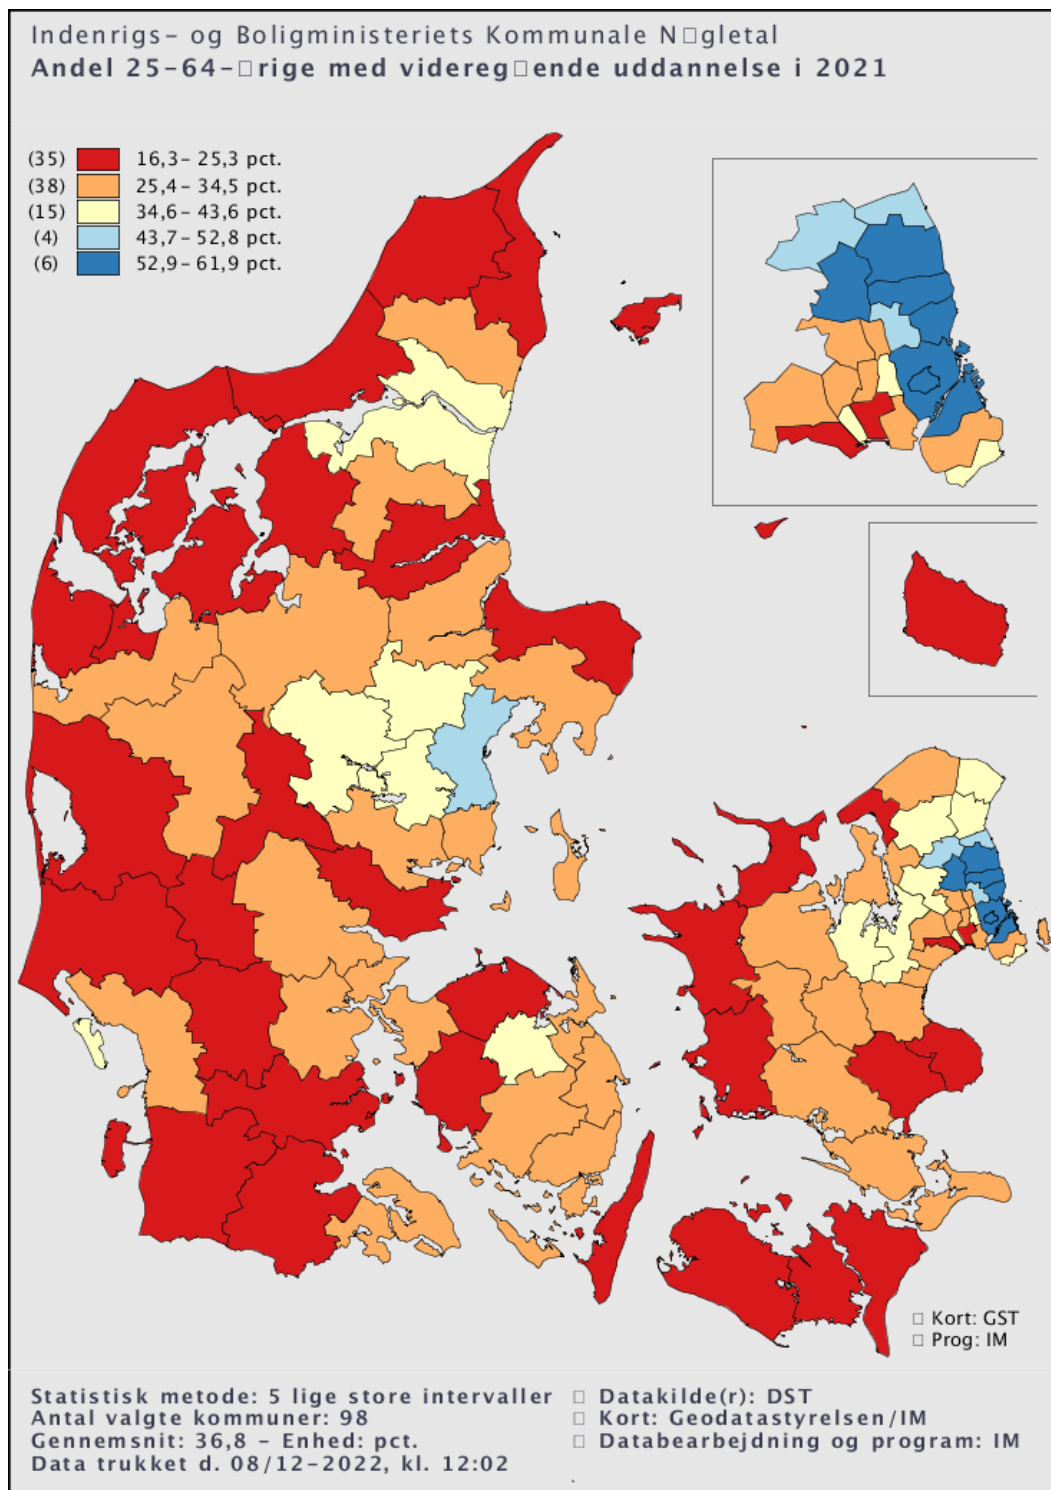 Indenrigs- og Boligministeriets Kommunale N□gletal
Andel 25-64-□rige med videreg□ende uddannelse i 2021
(35) 16,3- 25,3 pct.
(38) 25,4- 34,5 pct.
(15) 34,6- 43,6 pct.
(4) 43,7- 52,8 pct.
(6) 52,9- 61,9 pct.
□ Kort: GST
□ Prog: IM
Statistisk metode: 5 lige store intervaller □ Datakilde(r): DST
Antal valgte kommuner: 98 □ Kort: Geodatastyrelsen/IM
Gennemsnit: 36,8 - Enhed: pct. □ Databearbejdning og program: IM
Data trukket d. 08/12-2022, kl. 12:02
.